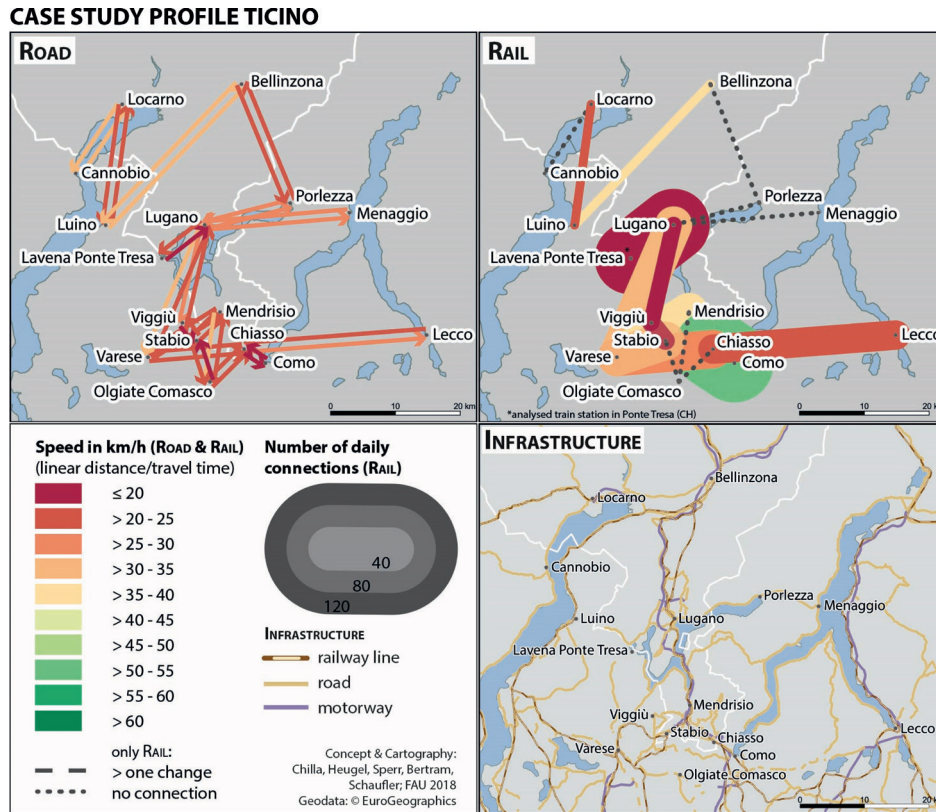 CASE STUDY PROFILE TICINO
ROAD
Bellinzona
Locarno
Cannobio
Porlezza
Luino
Lugano
Menaggio
Lavena Ponte Tresa
Viggiù
Mendrisio
Stabio
Chiasso
Lecco
Varese
Como
Olgiate Comasco
0 10 20 km
RAIL
Bellinzona
Locarno
Cannobio
Porlezza
Luino
Lugano
Menaggio
Lavena Ponte Tresa
*
Viggiù
Mendrisio
Stabio
Chiasso
Lecco
Varese
Como
Olgiate Comasco
*analysed train station in Ponte Tresa (CH)
0 10 20 km
Speed in km/h (ROAD & RAIL)
(linear distance/travel time)
≤ 20
> 20 - 25
> 25 - 30
> 30 - 35
> 35 - 40
> 40 - 45
> 45 - 50
> 50 - 55
> 55 - 60
> 60
only RAIL:
> one change
no connection
Number of daily
connections (RAIL)
40
80
120
INFRASTRUCTURE
railway line
road
motorway
Concept & Cartography:
Chilla, Heugel, Sperr, Bertram,
Schaufler; FAU 2018
Geodata: © EuroGeographics
INFRASTRUCTURE
Bellinzona
Locarno
Cannobio
Porlezza
Menaggio
Luino
Lugano
Lavena Ponte Tresa
Mendrisio
Viggiù
Stabio
Chiasso
Lecco
Varese
Como
Olgiate Comasco
0 10 20 km